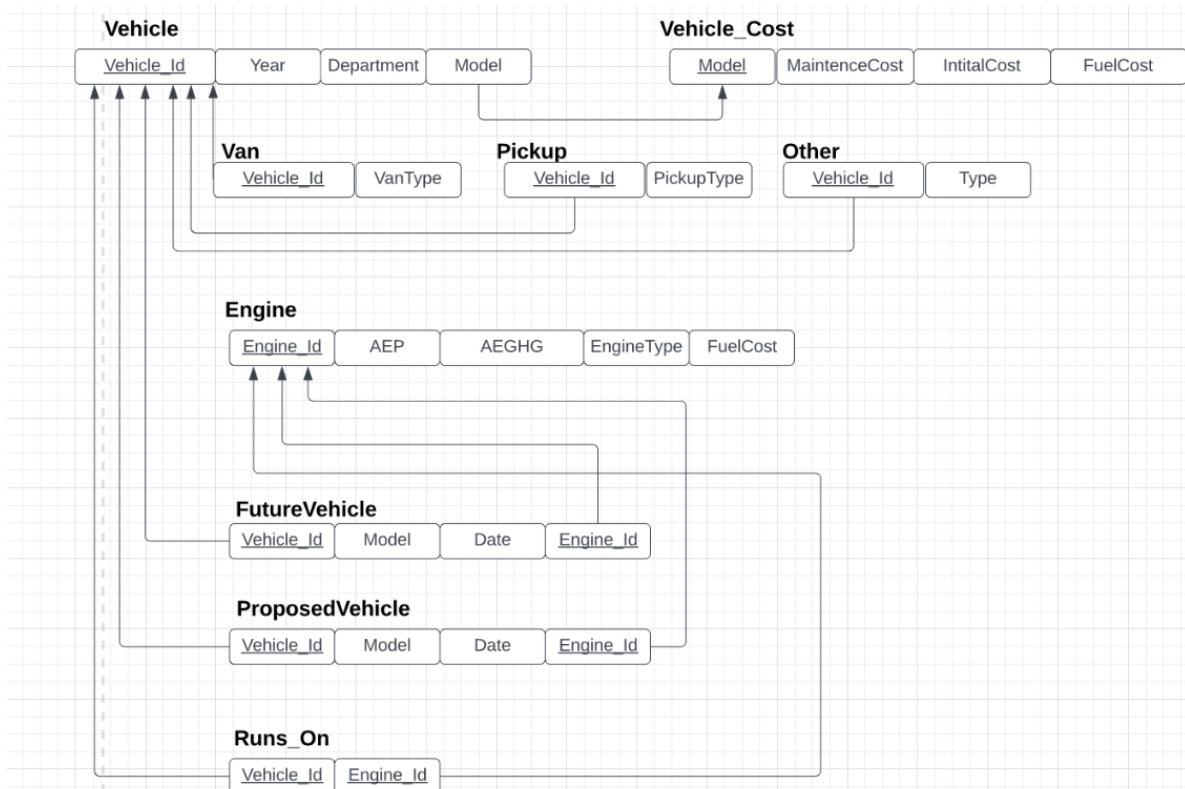 Vehicle Vehicle_Cost
Vehicle_Id Year Department Model Model MaintenceCost IntitalCost FuelCost
Van Pickup Other
Vehicle_Id VanType Vehicle_Id PickupType Vehicle_Id Type
Engine
Engine_Id AEP AEGHG EngineType FuelCost
FutureVehicle
Vehicle_Id Model Date Engine_Id
ProposedVehicle
Vehicle_Id Model Date Engine_Id
Runs_On
Vehicle_Id Engine_Id